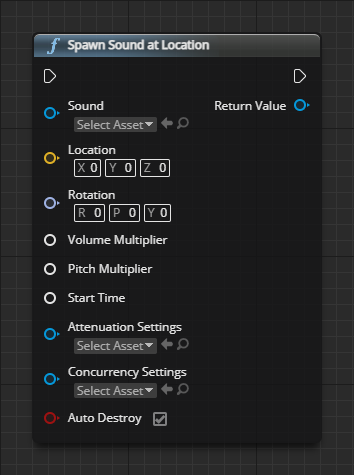 f Spawn Sound at Location
Sound
Return Value
Select Asset
Location
X 0 Y 0 Z 0
Rotation
R 0 P 0 Y 0
Volume Multiplier
Pitch Multiplier
Start Time
Attenuation Settings
Select Asset
Concurrency Settings
Select Asset
Auto Destroy